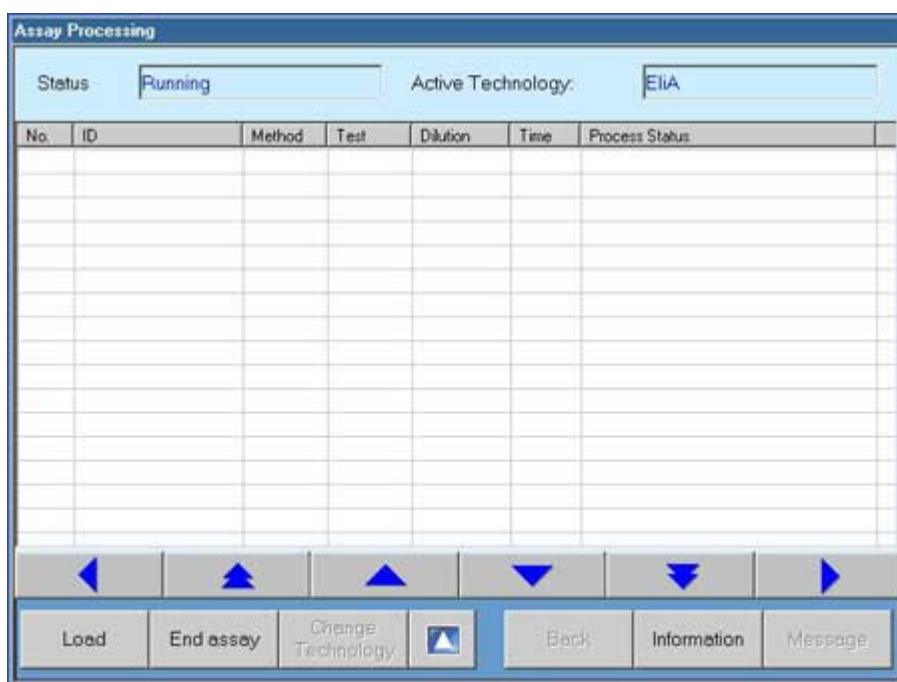 Assay Processing
Status Running Active Technology: EliA
No. ID Method Test Dilution Time Process Status
Load End assay Change Technology Back Information Message